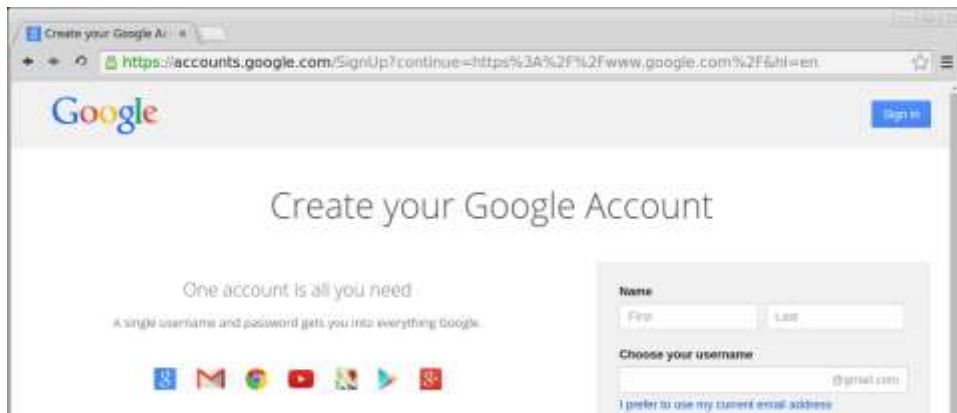 Create your Google Ac
https://accounts.google.com/SignUp?continue=https%3A%2F%2Fwww.google.com%2F&hl=en
Google
Sign in
Create your Google Account
One account is all you need
A single username and password gets you into everything Google.
Name
First Last
Choose your username
@gmail.com
I prefer to use my current email address